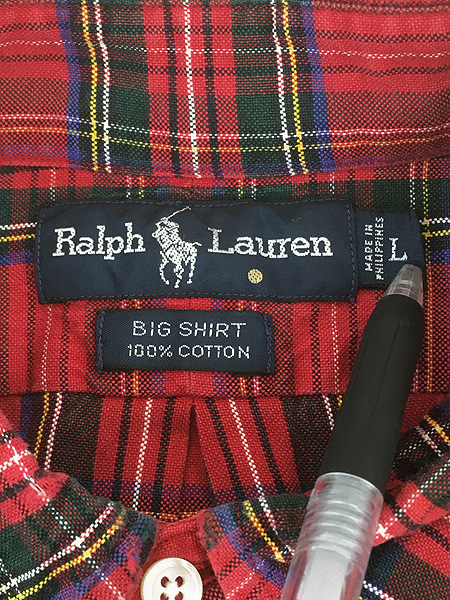 Ralph Lauren
MADE IN
PHILIPPINES
L
BIG SHIRT
100% COTTON